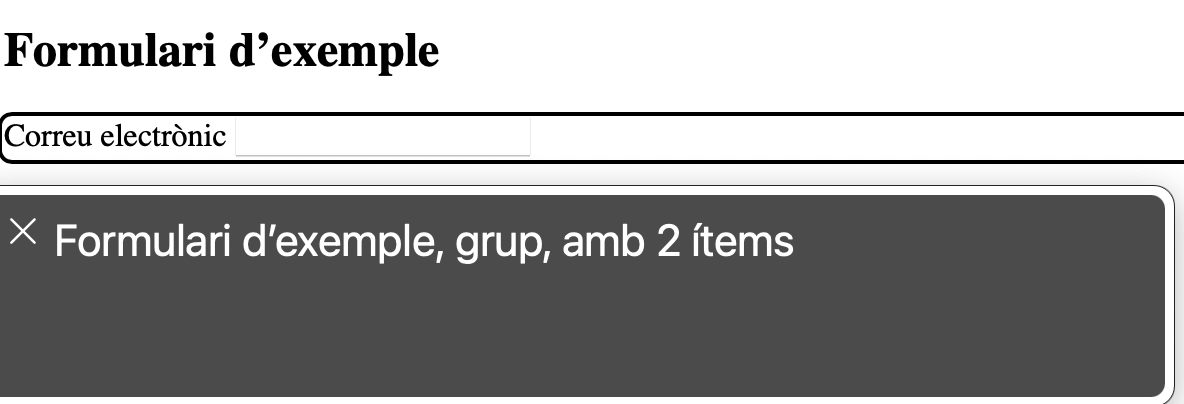 Formulari d’exemple
Correu electrònic
Formulari d’exemple, grup, amb 2 ítems